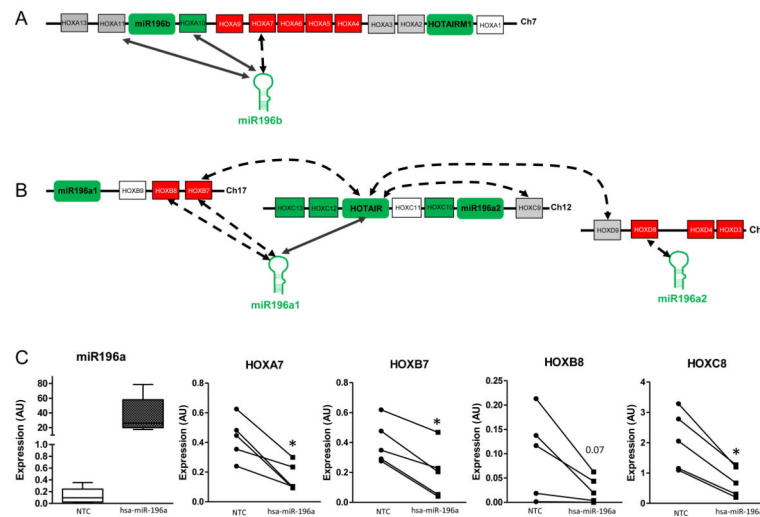 A
HOXA13 HOXA11 miR196b HOXA10 HOXA9 HOXA7 HOXA6 HOXA5 HOXA4 HOXA3 HOXA2 HOTAIRM1 HOXA1 Ch7
miR196b
B
miR196a1 HOXB9 HOXB8 HOXB7 Ch17
HOXC13 HOXC12 HOTAIR HOXC11 HOXC10 miR196a2 HOXC9 Ch12
HOXD9 HOXD8 HOXD4 HOXD3 Ch
miR196a1
miR196a2
C
miR196a
Expression (AU)
80
60
40
20
1.0
0.8
0.6
0.4
0.2
0.0
NTC hsa-miR-196a
HOXA7
Expression (AU)
0.8
0.6
0.4
0.2
0.0
*
NTC hsa-miR-196a
HOXB7
Expression (AU)
0.8
0.6
0.4
0.2
0.0
*
NTC hsa-miR-196a
HOXB8
Expression (AU)
0.25
0.20
0.15
0.10
0.05
0.00
0.07
NTC hsa-miR-196a
HOXC8
Expression (AU)
4
3
2
1
0
*
NTC hsa-miR-196a